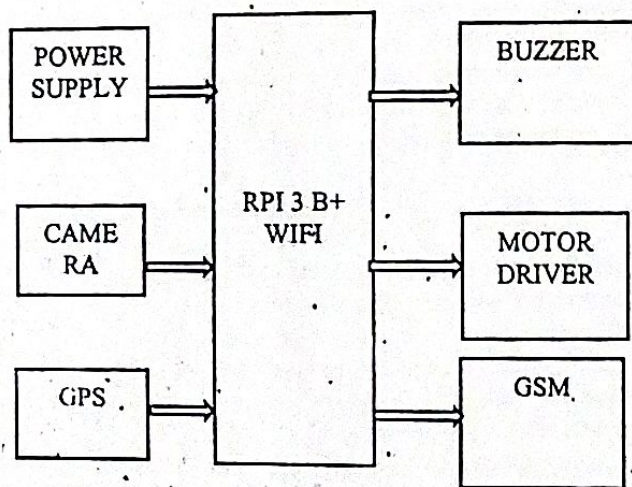 POWER
SUPPLY
CAME
RA
GPS
RPI 3 B+
WIFI
BUZZER
MOTOR
DRIVER
GSM